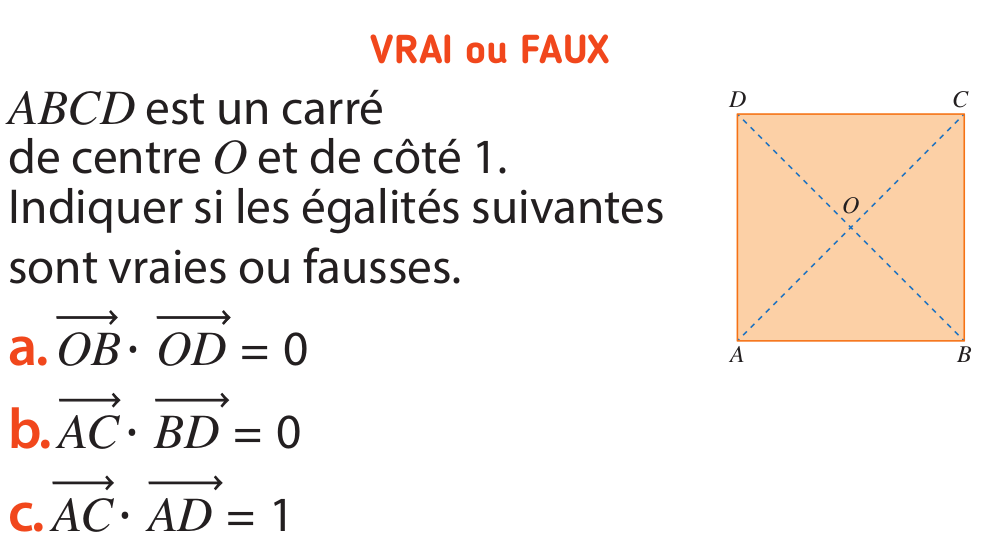 VRAI ou FAUX
ABCD est un carré
de centre O et de côté 1.
Indiquer si les égalités suivantes
sont vraies ou fausses.
a. $\overrightarrow{OB} \cdot \overrightarrow{OD} = 0$
b. $\overrightarrow{AC} \cdot \overrightarrow{BD} = 0$
c. $\overrightarrow{AC} \cdot \overrightarrow{AD} = 1$
D C
O
A B